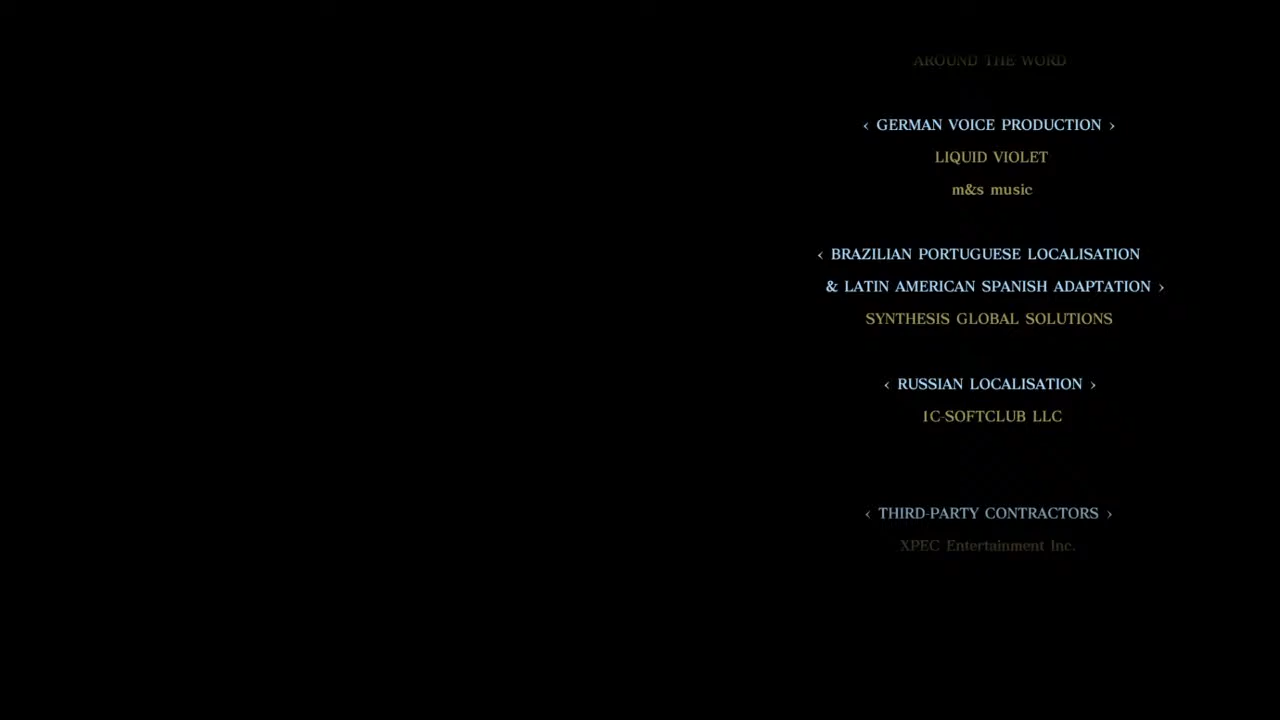 AROUND THE WORD
‹ GERMAN VOICE PRODUCTION ›
LIQUID VIOLET
m&s music
‹ BRAZILIAN PORTUGUESE LOCALISATION
& LATIN AMERICAN SPANISH ADAPTATION ›
SYNTHESIS GLOBAL SOLUTIONS
‹ RUSSIAN LOCALISATION ›
1C-SOFTCLUB LLC
‹ THIRD-PARTY CONTRACTORS ›
XPEC Entertainment Inc.